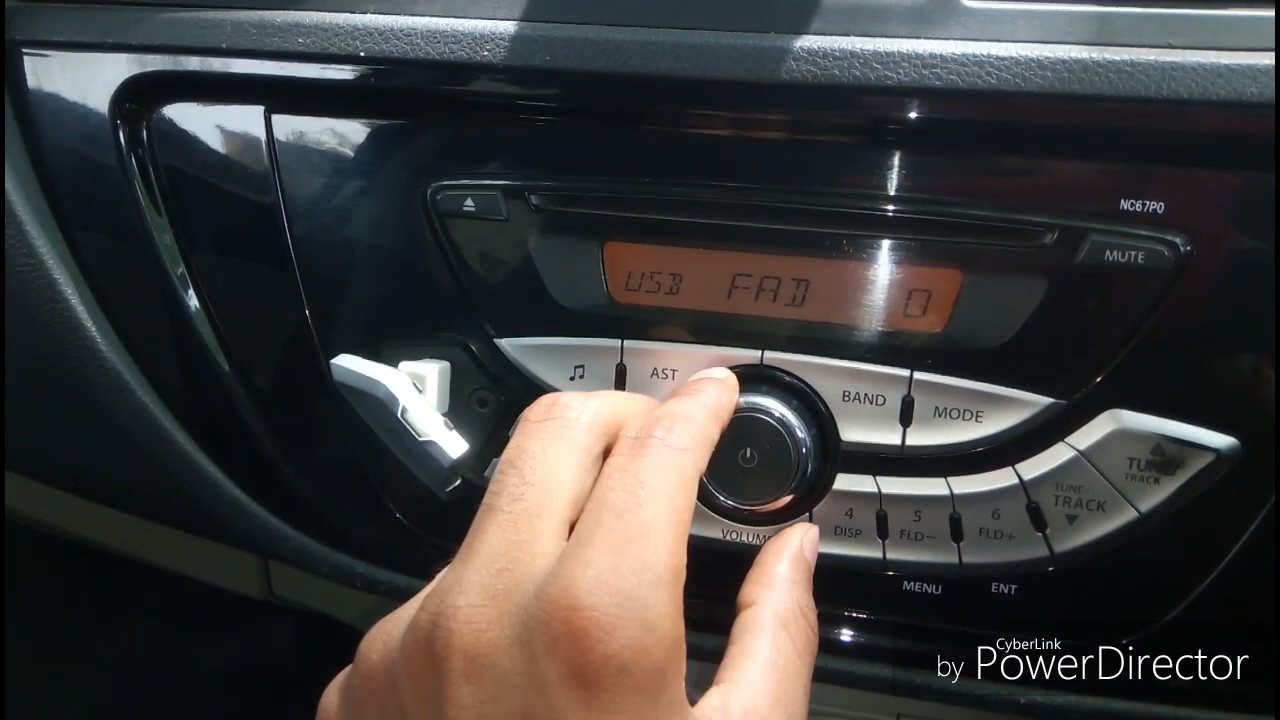 NC67P0
MUTE
USB FAD 0
AST
BAND
MODE
TUNE
TRACK
TUNE
TRACK
4
DISP
5
FLD−
6
FLD+
VOLUME
MENU
ENT
CyberLink
by PowerDirector